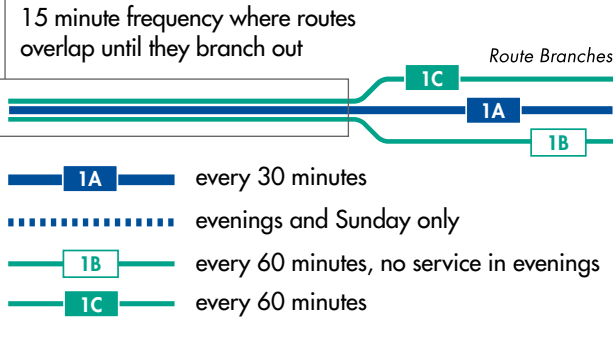 15 minute frequency where routes
overlap until they branch out
Route Branches
1C
1A
1B
1A every 30 minutes
evenings and Sunday only
1B every 60 minutes, no service in evenings
1C every 60 minutes